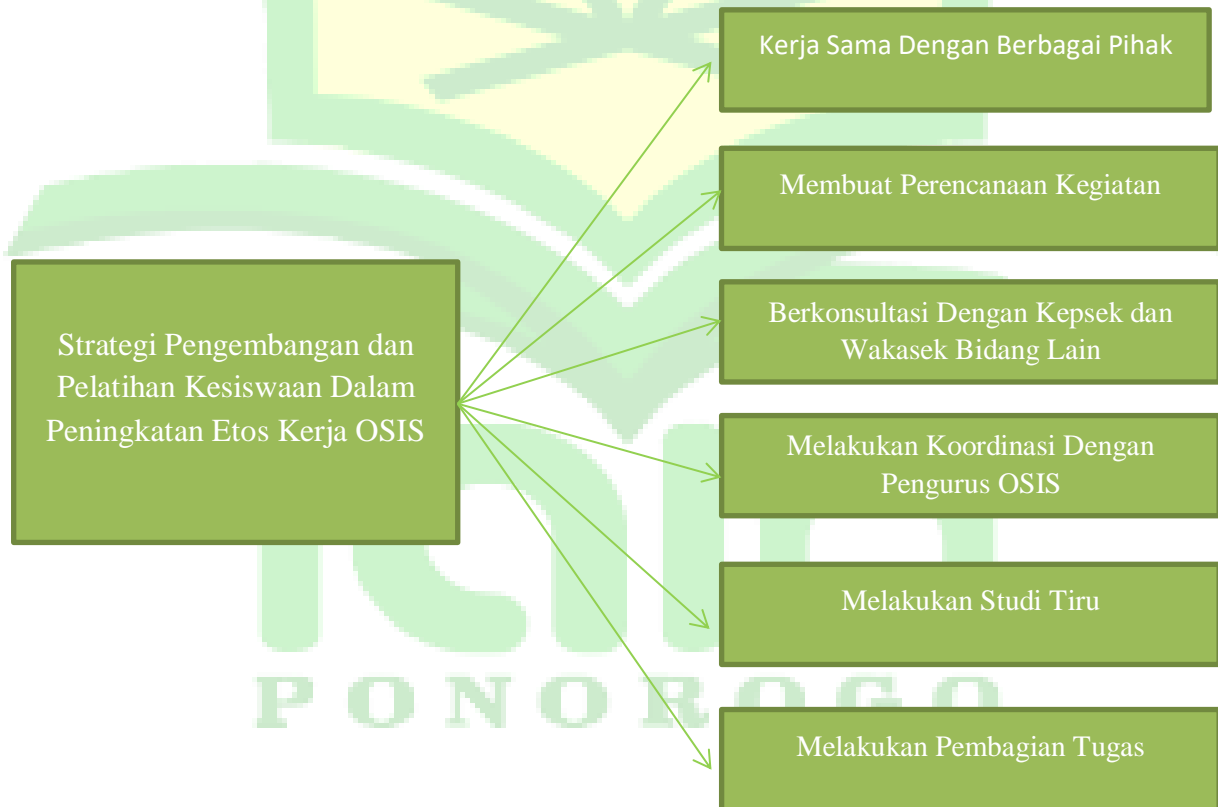 Kerja Sama Dengan Berbagai Pihak
Membuat Perencanaan Kegiatan
Berkonsultasi Dengan Kepsek dan
Wakasek Bidang Lain
Strategi Pengembangan dan
Pelatihan Kesiswaan Dalam
Peningkatan Etos Kerja OSIS
Melakukan Koordinasi Dengan
Pengurus OSIS
Melakukan Studi Tiru
Melakukan Pembagian Tugas
PONOROGO